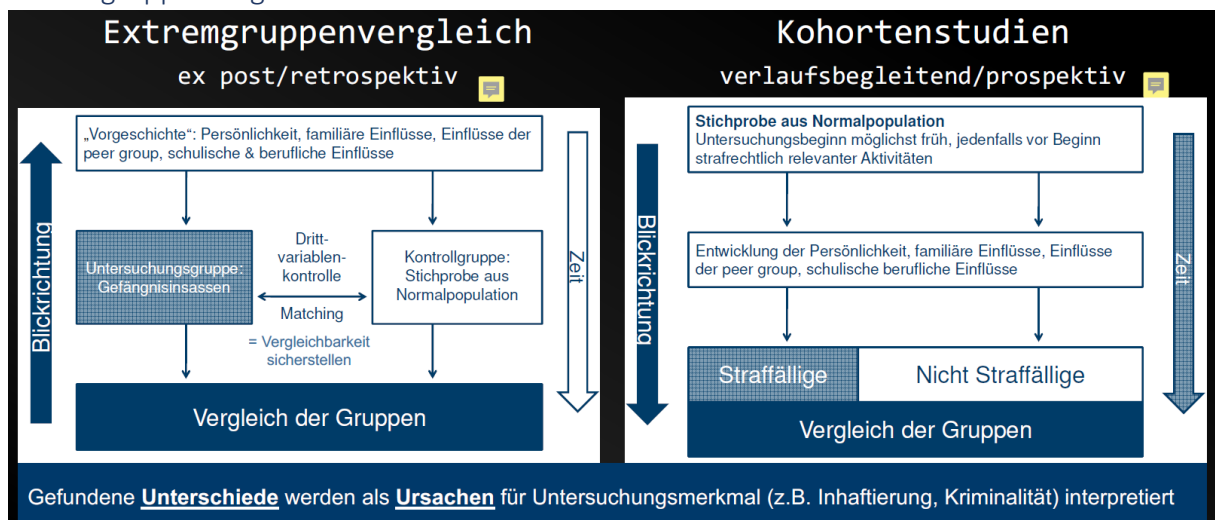 Extremgruppenvergleich
ex post/retrospektiv
„Vorgeschichte“: Persönlichkeit, familiäre Einflüsse, Einflüsse der
peer group, schulische & berufliche Einflüsse
Blickrichtung
Untersuchungsgruppe:
Gefängnisinsassen
Dritt-
variablen-
kontrolle
Matching
= Vergleichbarkeit
sicherstellen
Kontrollgruppe:
Stichprobe aus
Normalpopulation
Zeit
Vergleich der Gruppen
Kohortenstudien
verlaufsbegleitend/prospektiv
Stichprobe aus Normalpopulation
Untersuchungsbeginn möglichst früh, jedenfalls vor Beginn
strafrechtlich relevanter Aktivitäten
Blickrichtung
Entwicklung der Persönlichkeit, familiäre Einflüsse, Einflüsse
der peer group, schulische berufliche Einflüsse
Zeit
Straffällige
Nicht Straffällige
Vergleich der Gruppen
Gefundene Unterschiede werden als Ursachen für Untersuchungsmerkmal (z.B. Inhaftierung, Kriminalität) interpretiert